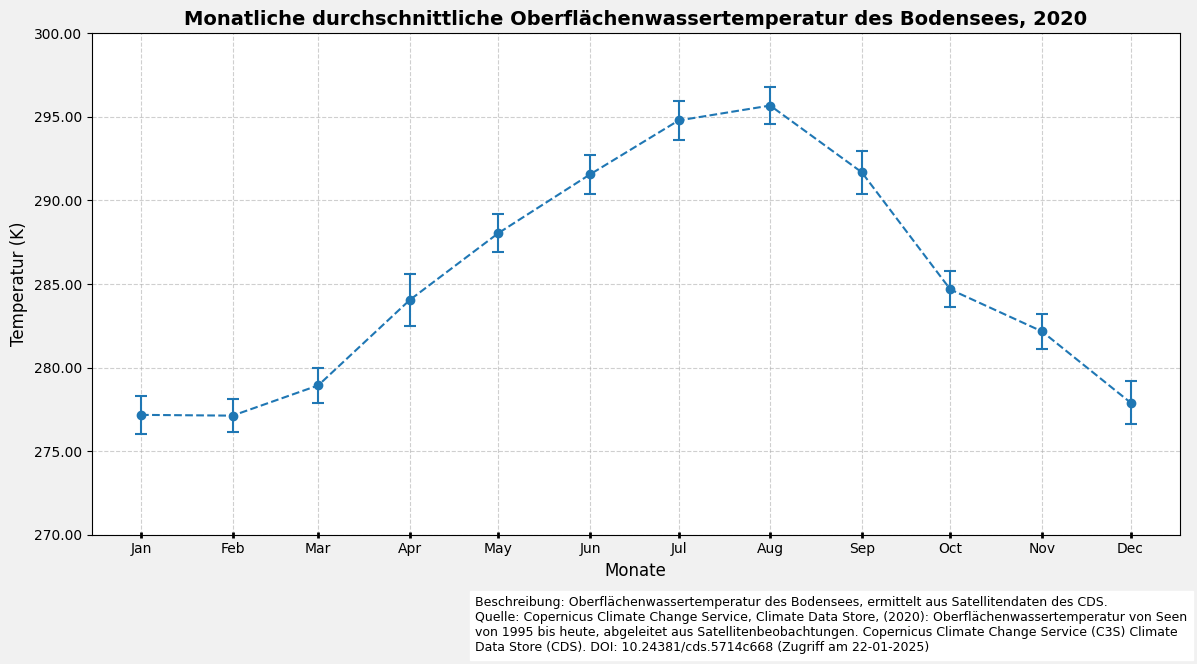 Monatliche durchschnittliche Oberflächenwassertemperatur des Bodensees, 2020
300.00
295.00
290.00
285.00
280.00
275.00
270.00
Temperatur (K)
Jan Feb Mar Apr May Jun Jul Aug Sep Oct Nov Dec
Monate
Beschreibung: Oberflächenwassertemperatur des Bodensees, ermittelt aus Satellitendaten des CDS.
Quelle: Copernicus Climate Change Service, Climate Data Store, (2020): Oberflächenwassertemperatur von Seen
von 1995 bis heute, abgeleitet aus Satellitenbeobachtungen. Copernicus Climate Change Service (C3S) Climate
Data Store (CDS). DOI: 10.24381/cds.5714c668 (Zugriff am 22-01-2025)